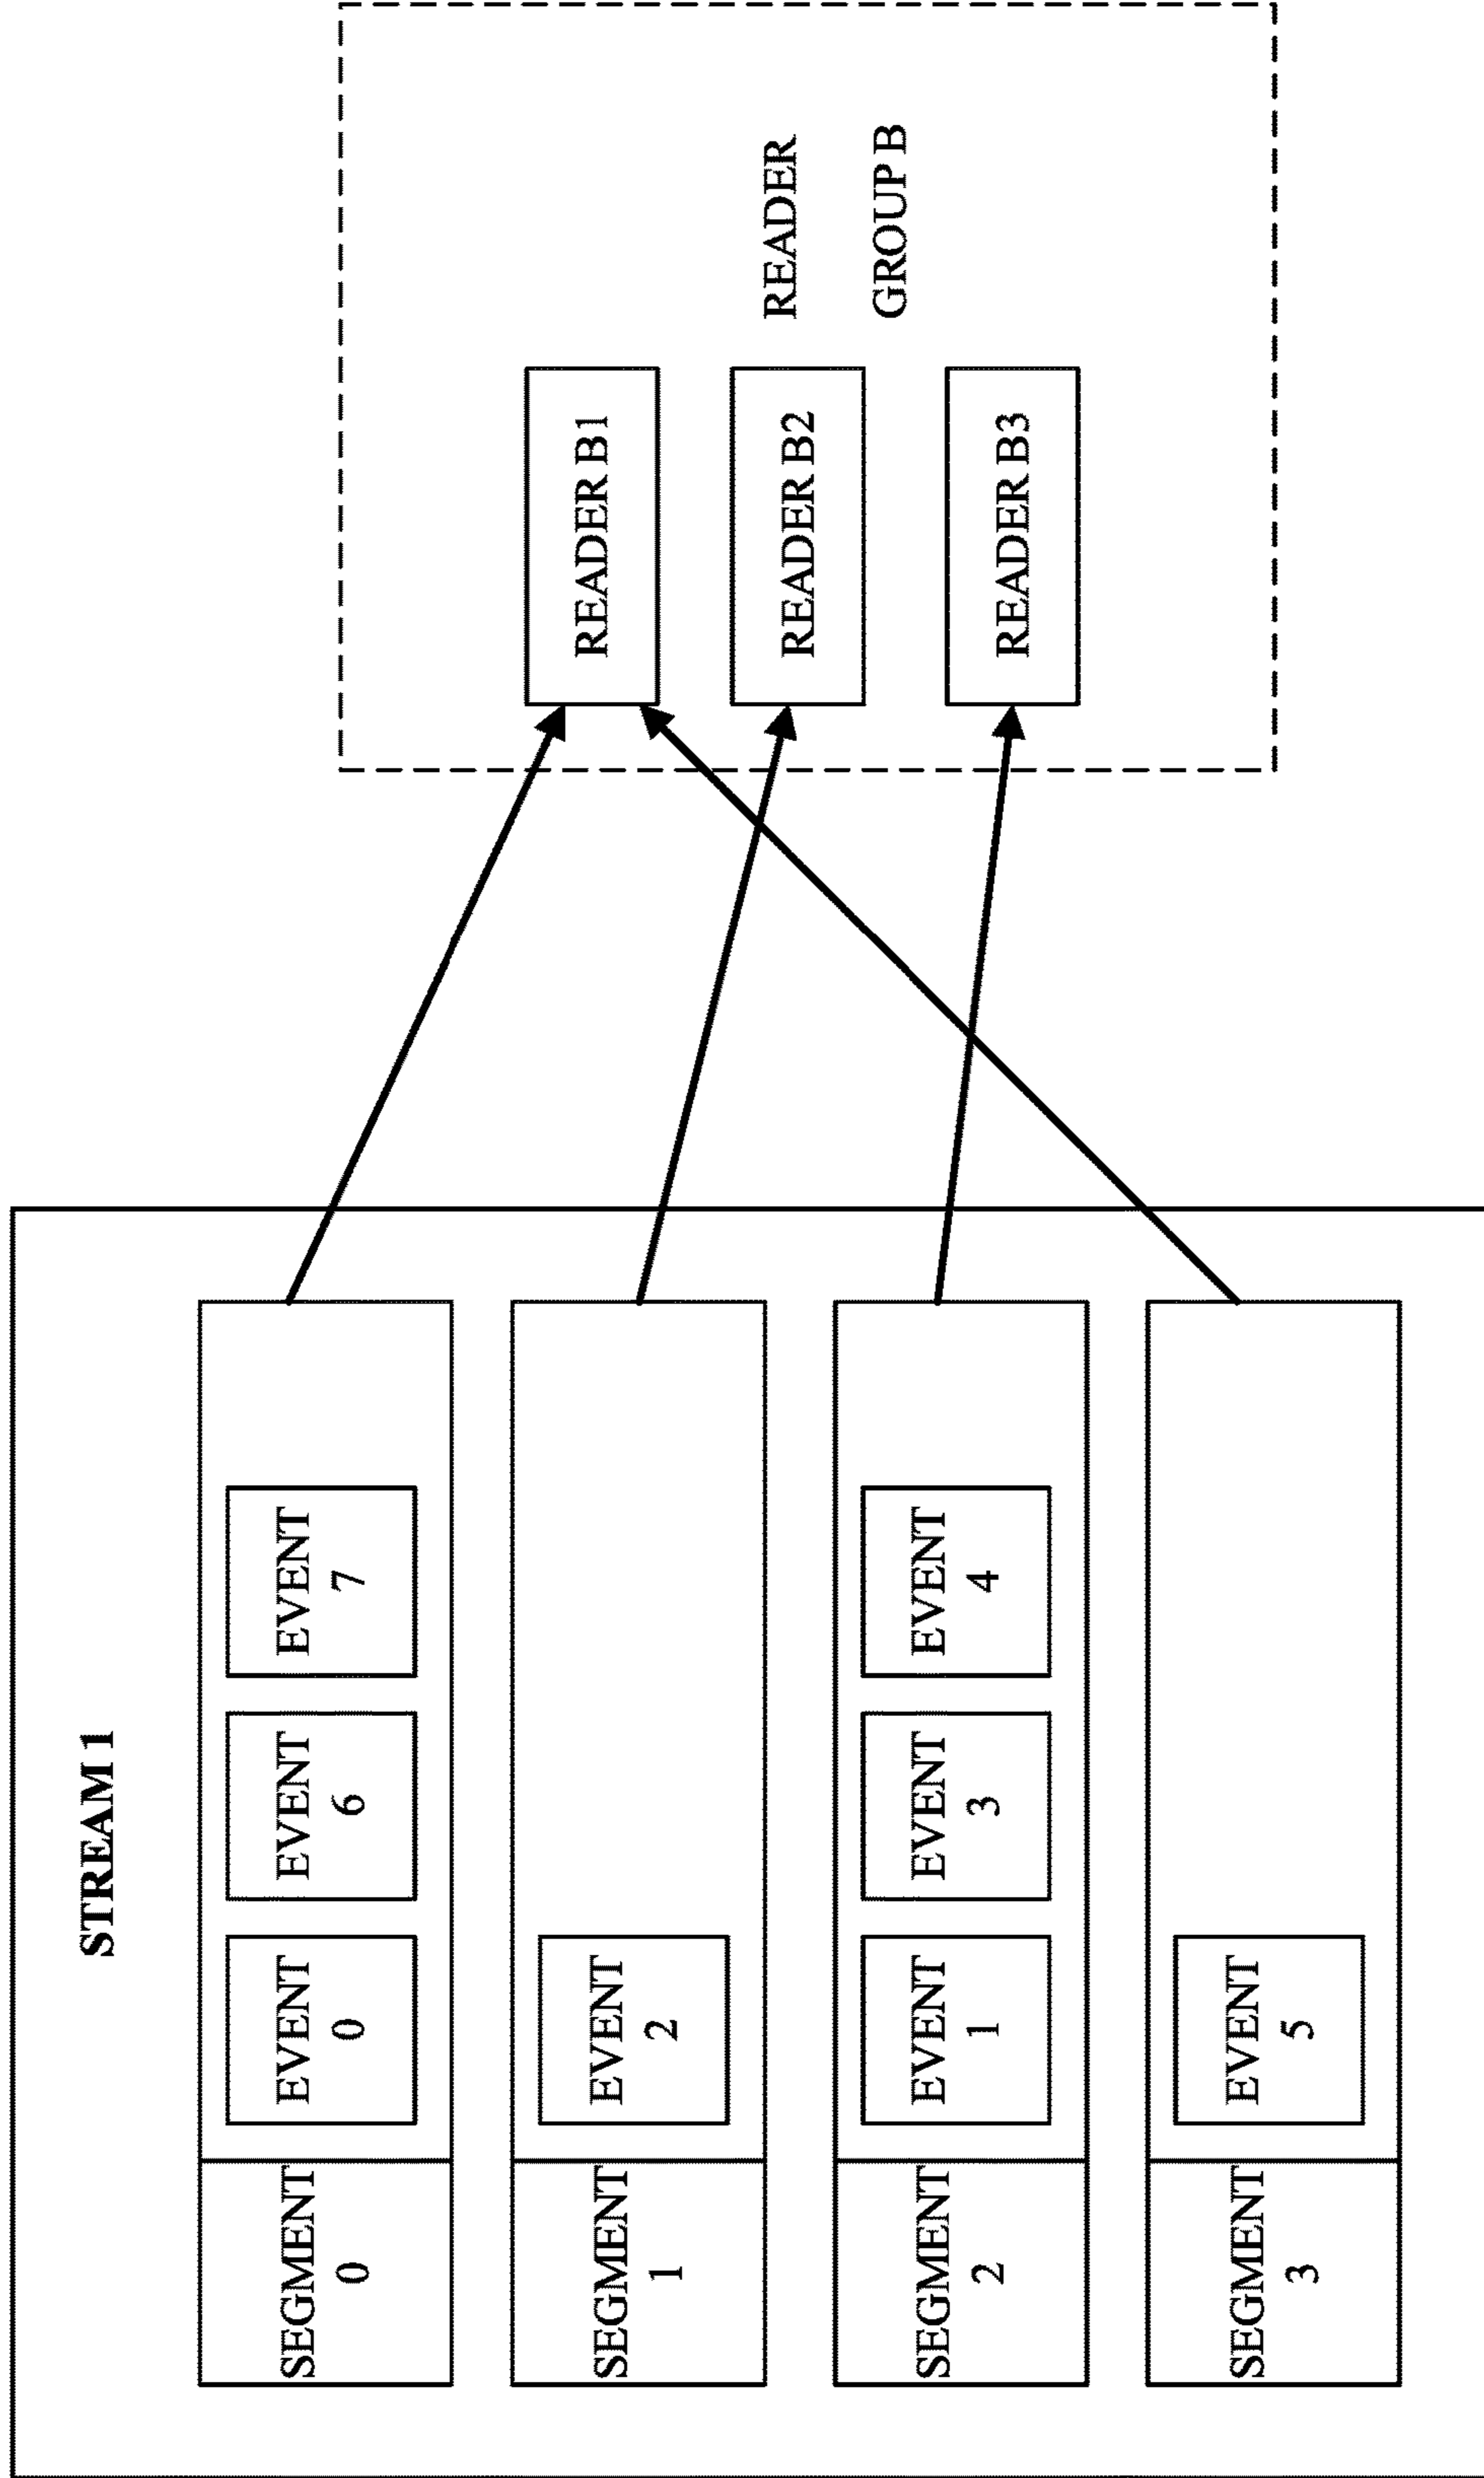 STREAM 1
SEGMENT
0
EVENT
0
EVENT
6
EVENT
7
SEGMENT
1
EVENT
2
SEGMENT
2
EVENT
1
EVENT
3
EVENT
4
SEGMENT
3
EVENT
5
READER B1
READER B2
READER B3
READER
GROUP B